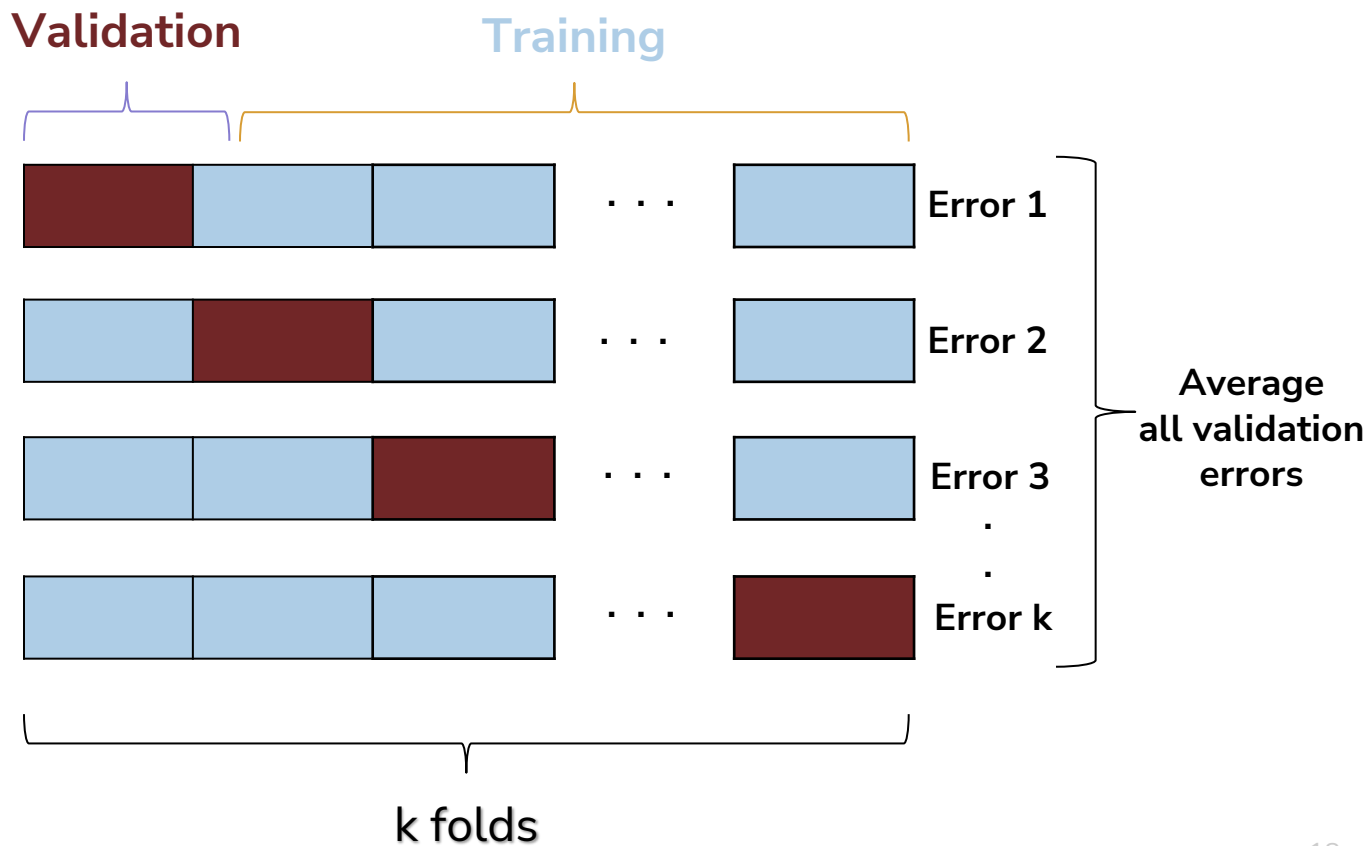 Validation
Training
. . .
Error 1
. . .
Error 2
Average
all validation
errors
. . .
Error 3
.
.
. . .
Error k
k folds